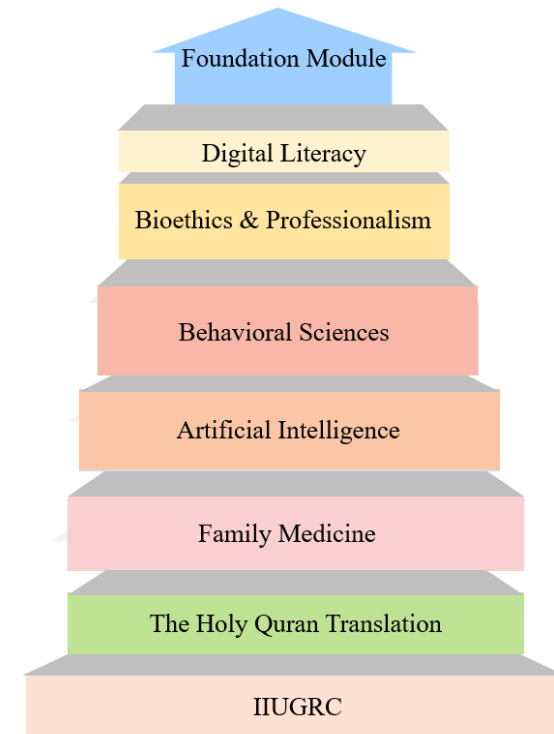 Foundation Module
Digital Literacy
Bioethics & Professionalism
Behavioral Sciences
Artificial Intelligence
Family Medicine
The Holy Quran Translation
IIUGRC